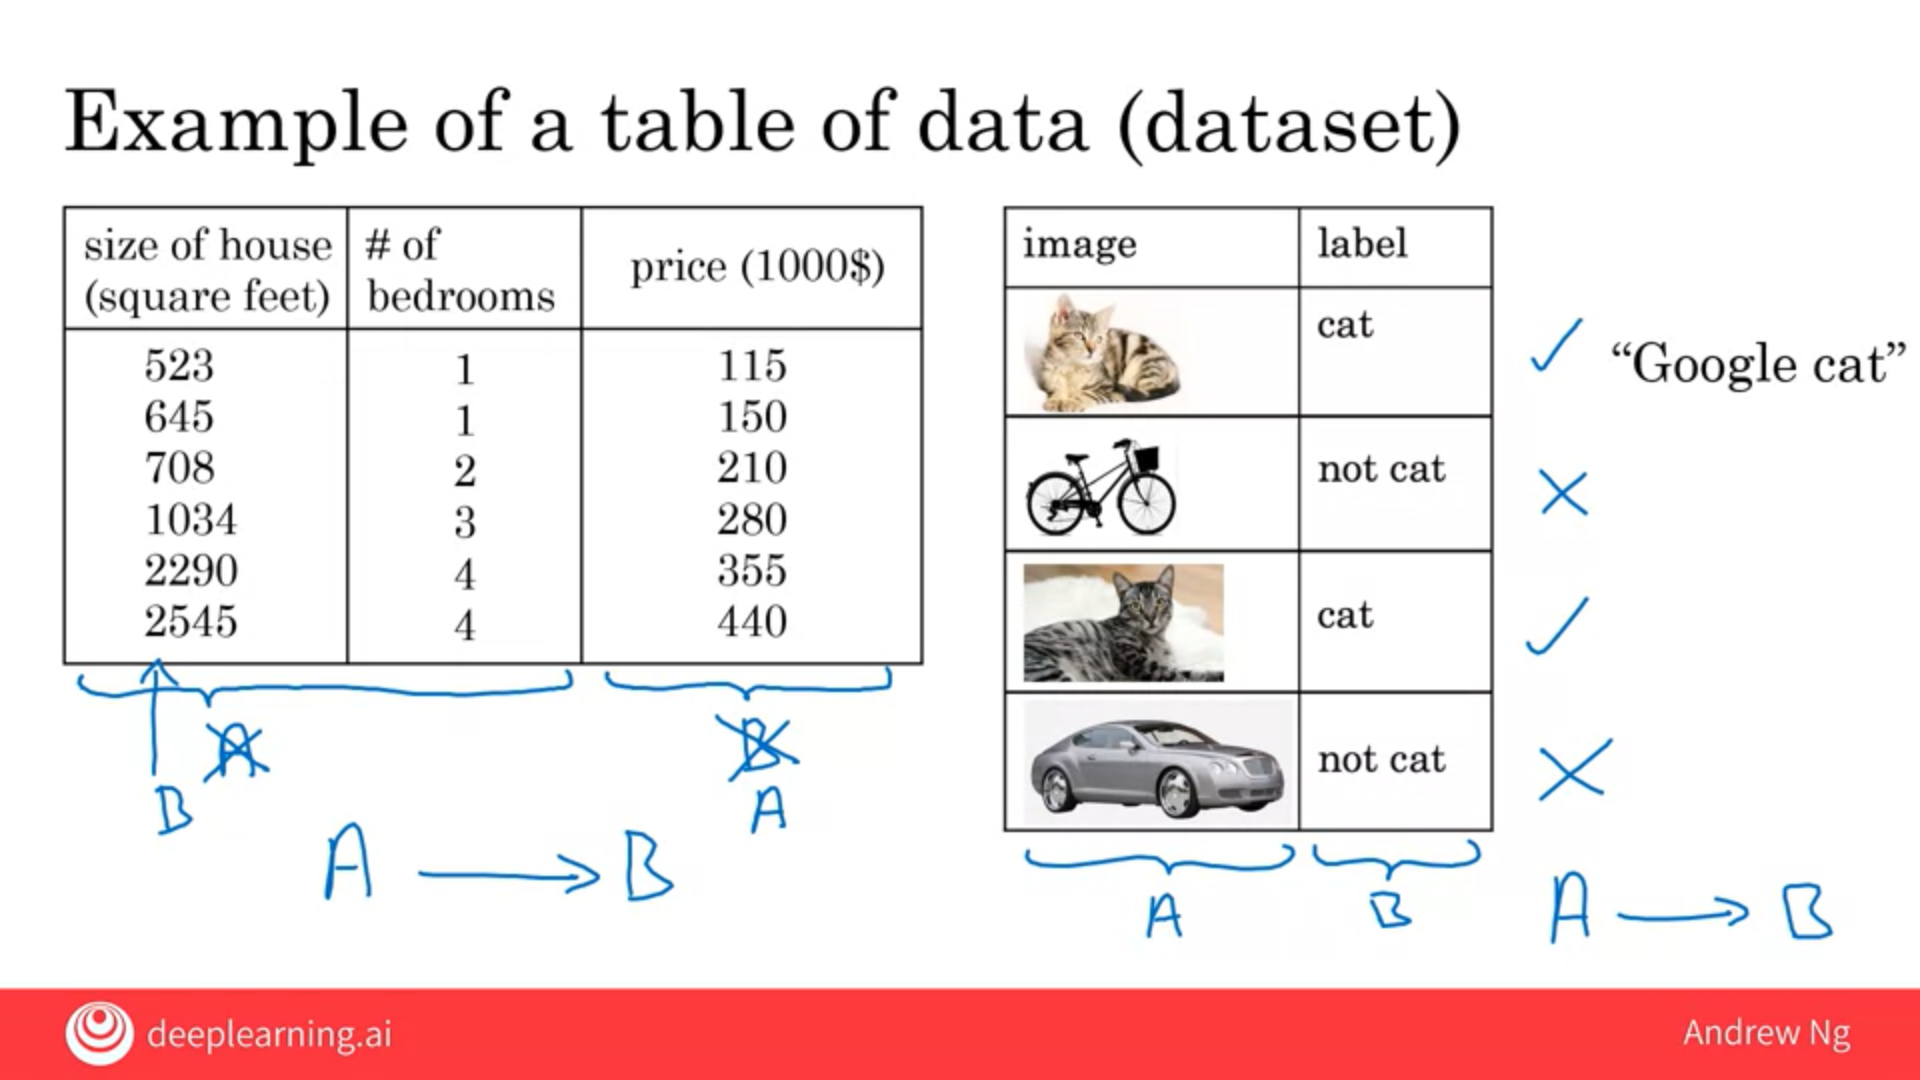 Example of a table of data (dataset)
size of house (square feet) # of bedrooms price (1000$)
523 1 115
645 1 150
708 2 210
1034 3 280
2290 4 355
2545 4 440
A B
B A
A → B
image label
cat ✓ “Google cat”
not cat ×
cat ✓
not cat ×
A B A → B
deeplearning.ai
Andrew Ng